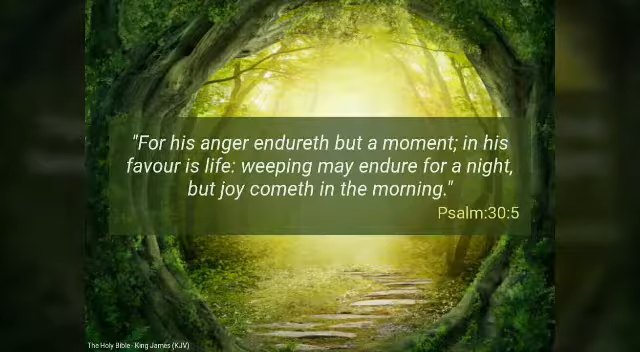 "For his anger endureth but a moment; in his
favour is life: weeping may endure for a night,
but joy cometh in the morning."
Psalm:30:5
The Holy Bible - King James (KJV)